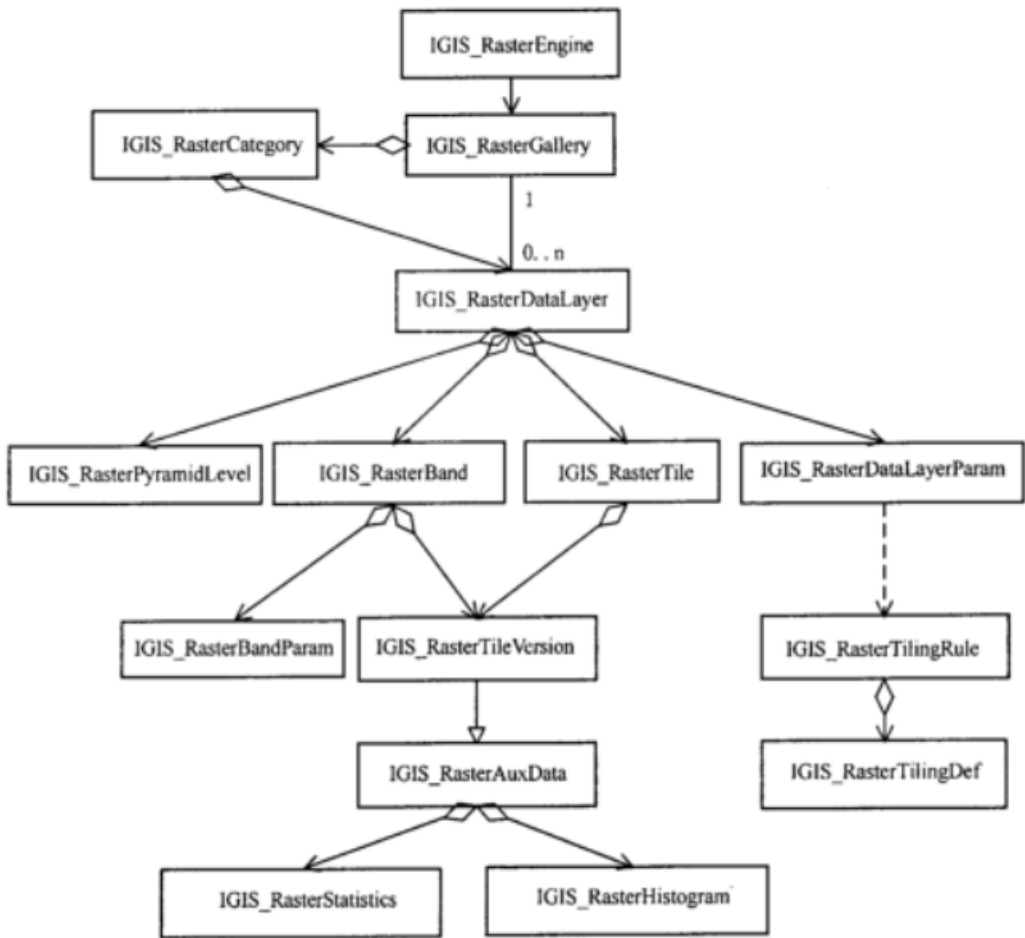 IGIS_RasterEngine
IGIS_RasterCategory
IGIS_RasterGallery
1
0..n
IGIS_RasterDataLayer
IGIS_RasterPyramidLevel
IGIS_RasterBand
IGIS_RasterTile
IGIS_RasterDataLayerParam
IGIS_RasterBandParam
IGIS_RasterTileVersion
IGIS_RasterTilingRule
IGIS_RasterAuxData
IGIS_RasterTilingDef
IGIS_RasterStatistics
IGIS_RasterHistogram